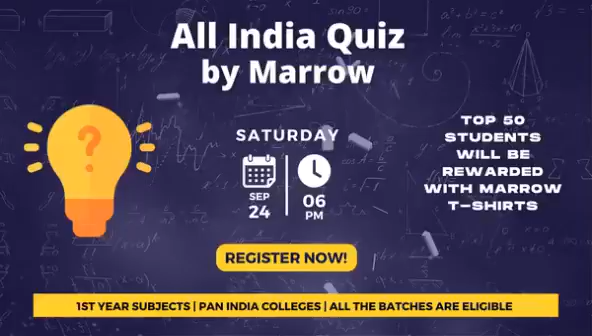 All India Quiz
by Marrow
?
SATURDAY
SEP
24
06
PM
TOP 50
STUDENTS
WILL BE
REWARDED
WITH MARROW
T-SHIRTS
REGISTER NOW!
1ST YEAR SUBJECTS | PAN INDIA COLLEGES | ALL THE BATCHES ARE ELIGIBLE